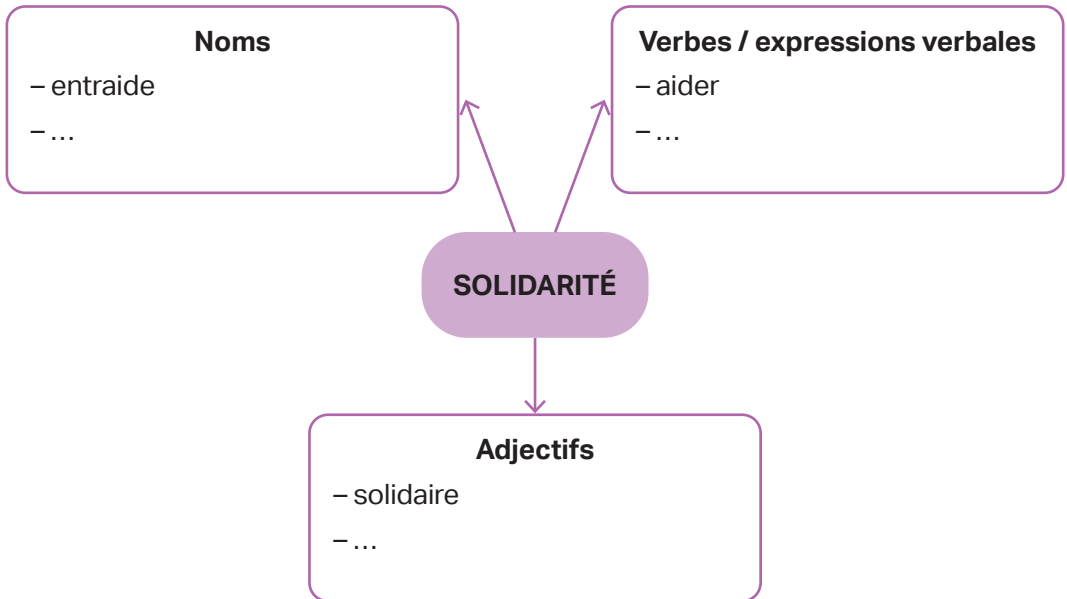 Noms
– entraide
– …
Verbes / expressions verbales
– aider
– …
SOLIDARITÉ
Adjectifs
– solidaire
– …